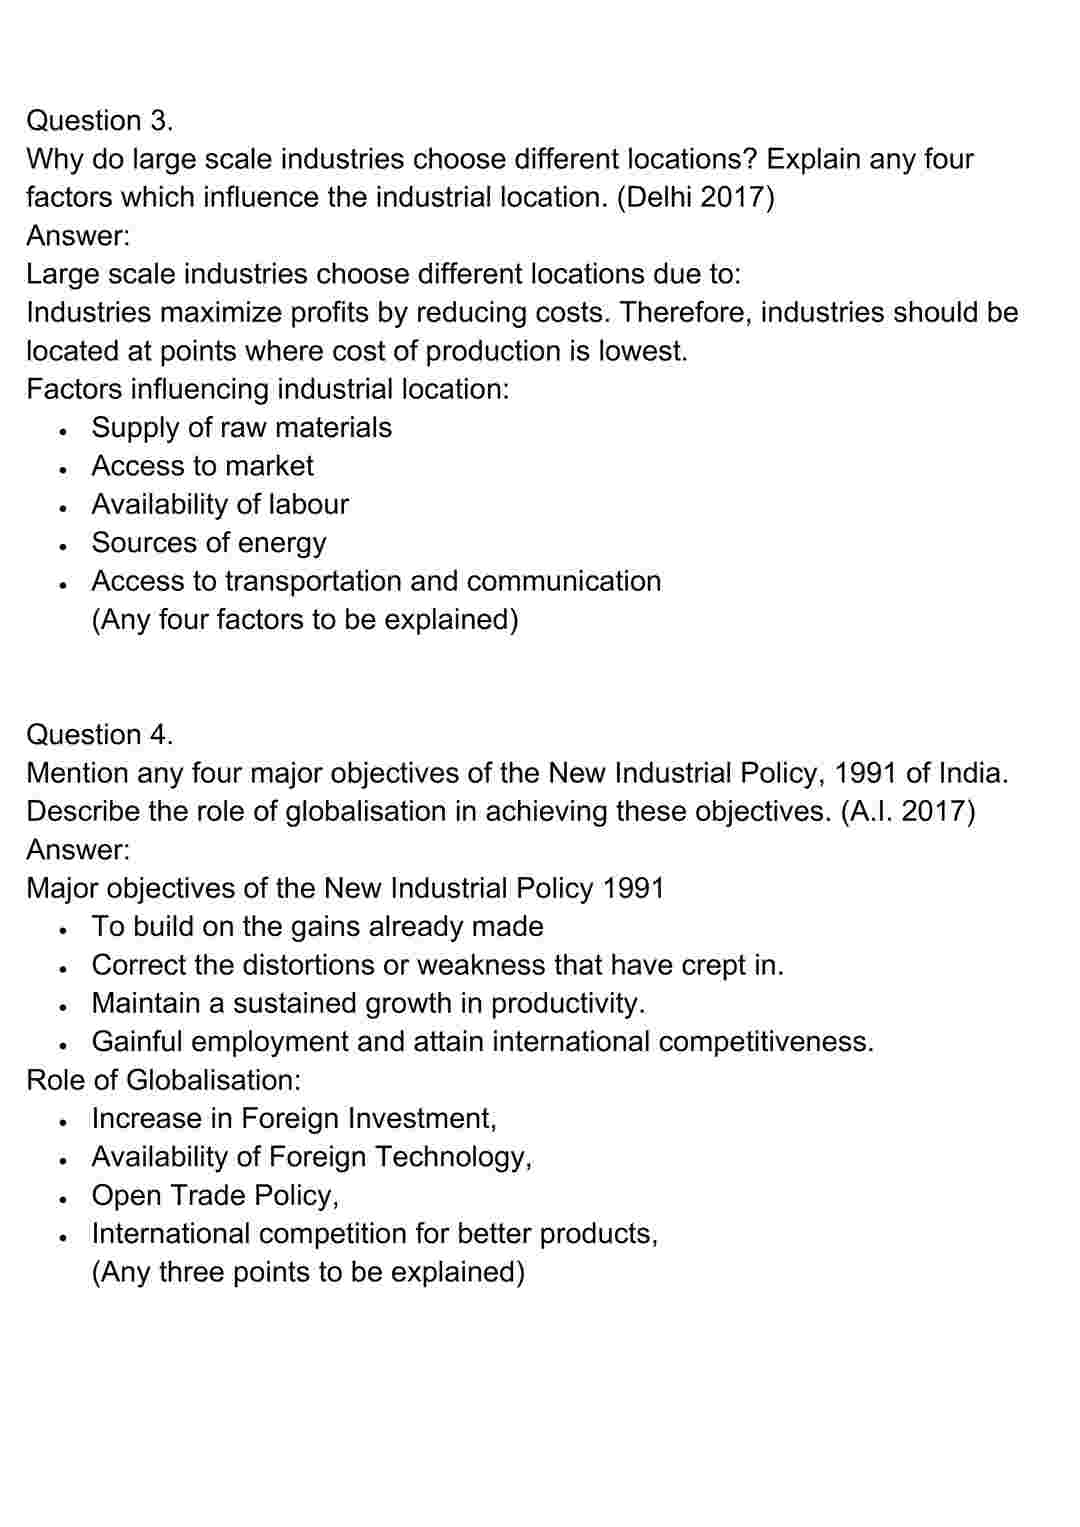 Question 3.
Why do large scale industries choose different locations? Explain any four
factors which influence the industrial location. (Delhi 2017)
Answer:
Large scale industries choose different locations due to:
Industries maximize profits by reducing costs. Therefore, industries should be
located at points where cost of production is lowest.
Factors influencing industrial location:
• Supply of raw materials
• Access to market
• Availability of labour
• Sources of energy
• Access to transportation and communication
(Any four factors to be explained)
Question 4.
Mention any four major objectives of the New Industrial Policy, 1991 of India.
Describe the role of globalisation in achieving these objectives. (A.I. 2017)
Answer:
Major objectives of the New Industrial Policy 1991
• To build on the gains already made
• Correct the distortions or weakness that have crept in.
• Maintain a sustained growth in productivity.
• Gainful employment and attain international competitiveness.
Role of Globalisation:
• Increase in Foreign Investment,
• Availability of Foreign Technology,
• Open Trade Policy,
• International competition for better products,
(Any three points to be explained)